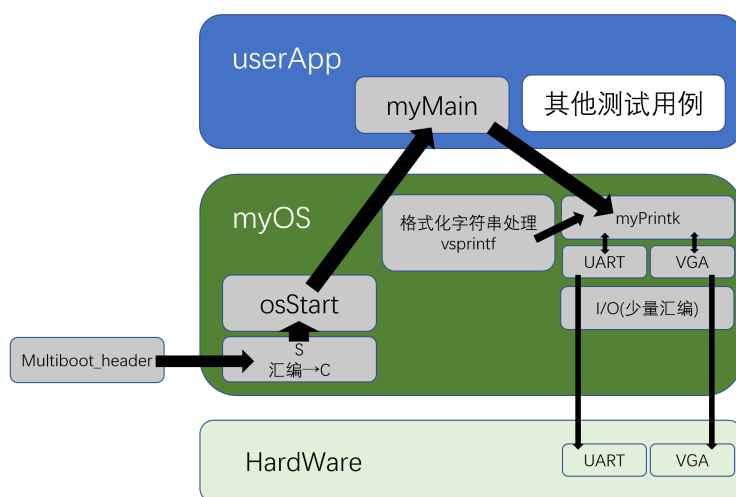 userApp
myMain
其他测试用例
myOS
格式化字符串处理
vsprintf
myPrintk
UART
VGA
I/O(少量汇编)
osStart
S
汇编→C
Multiboot_header
HardWare
UART
VGA